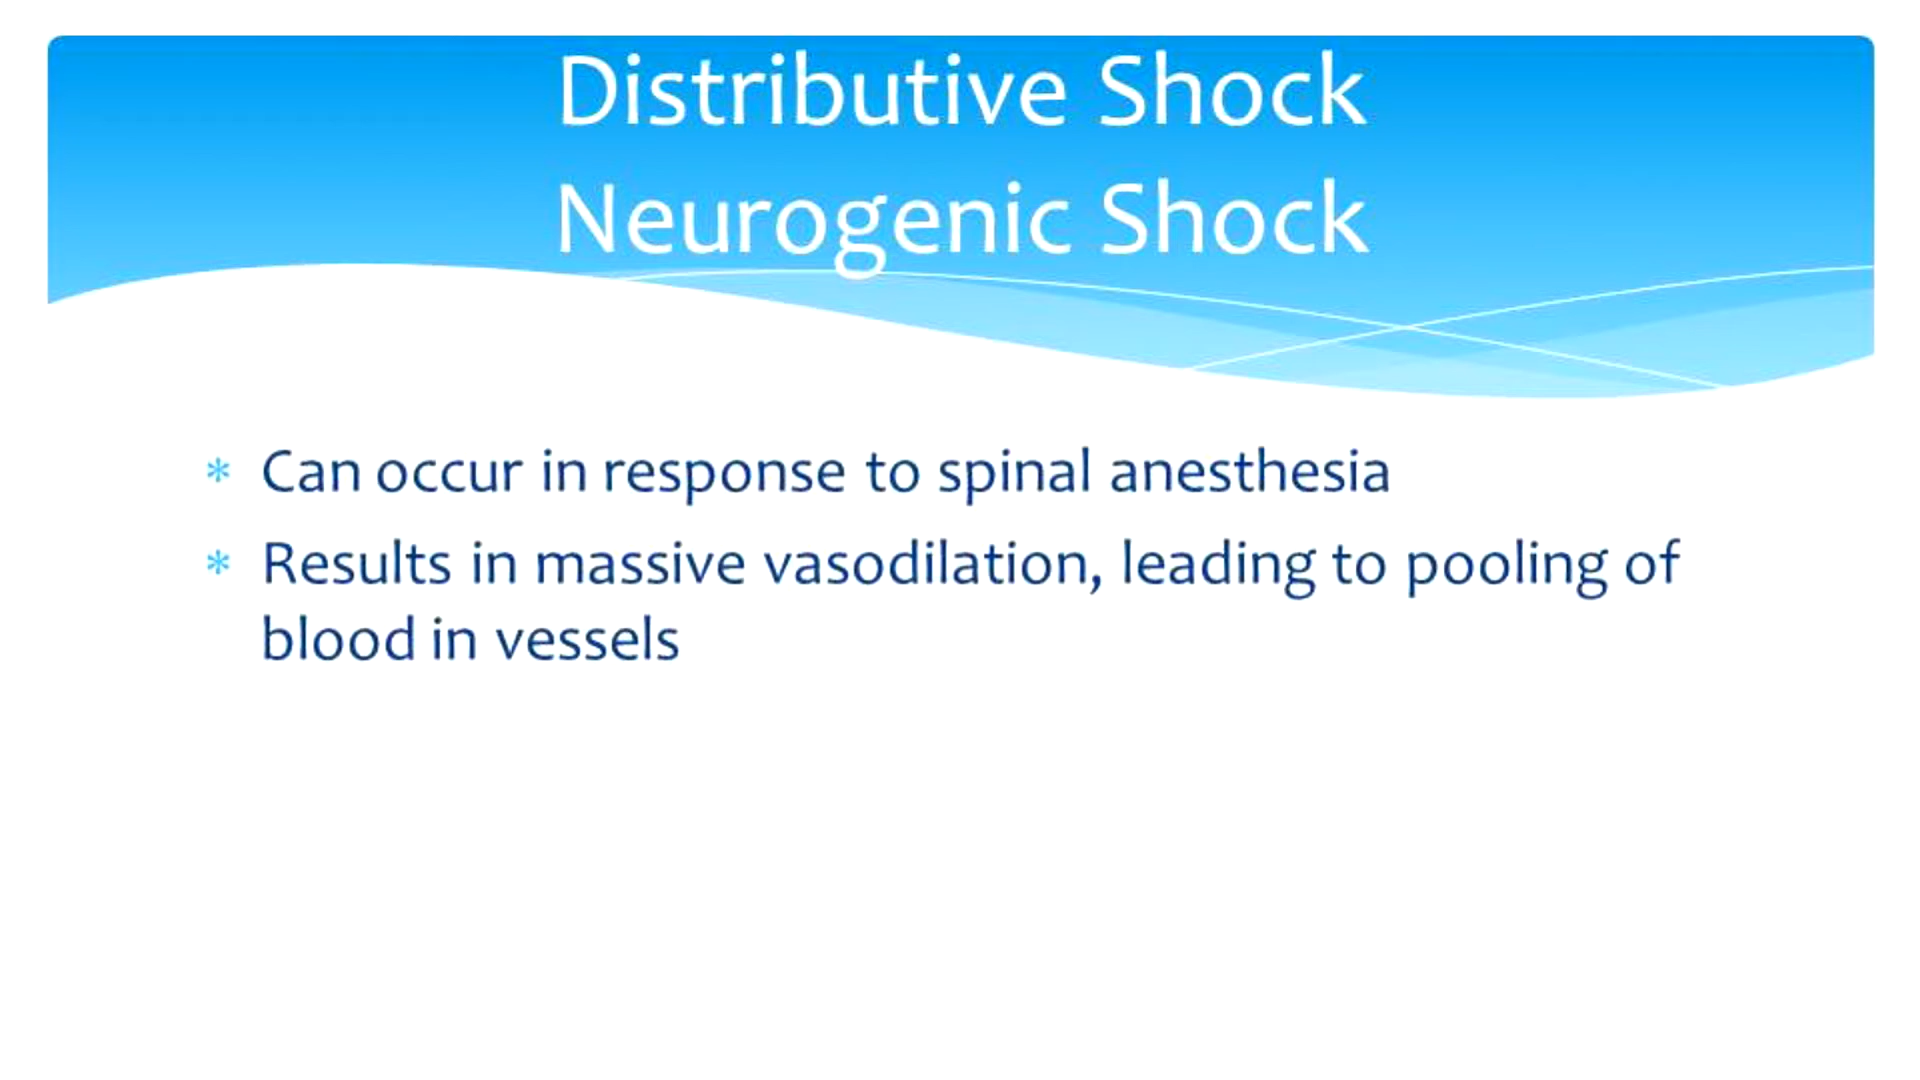 Distributive Shock
Neurogenic Shock
* Can occur in response to spinal anesthesia
* Results in massive vasodilation, leading to pooling of
blood in vessels